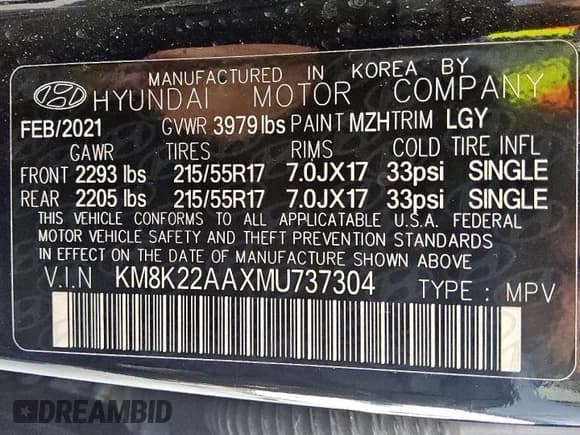 MANUFACTURED IN KOREA BY
HYUNDAI MOTOR COMPANY
FEB/2021 GVWR 3979 lbs PAINT MZH TRIM LGY
GAWR TIRES RIMS COLD TIRE INFL
FRONT 2293 lbs 215/55R17 7.0JX17 33psi SINGLE
REAR 2205 lbs 215/55R17 7.0JX17 33psi SINGLE
THIS VEHICLE CONFORMS TO ALL APPLICATABLE U.S.A. FEDERAL
MOTOR VEHICLE SAFETY AND THEFT PREVENTION STANDARDS
IN EFFECT ON THE DATE OF MANUFACTURE SHOWN ABOVE
V.I.N KM8K22AAXMU737304 TYPE : MPV
DREAMBID